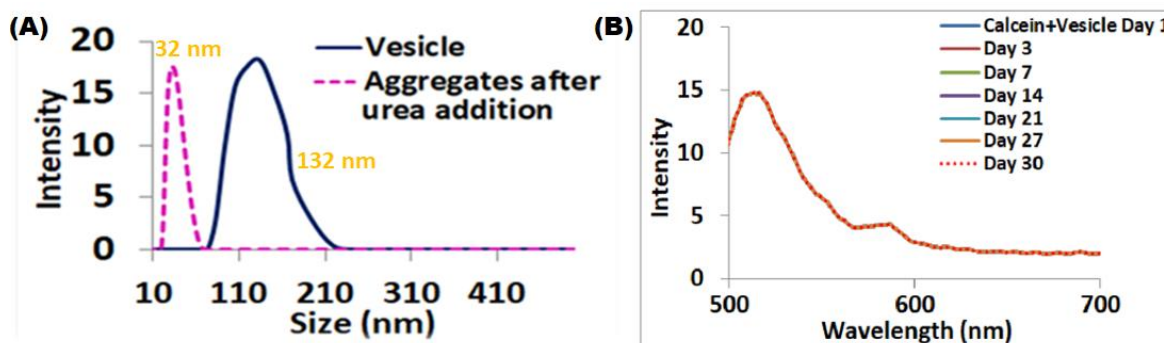 (A)
20
15
10
5
0
Intensity
32 nm
132 nm
Vesicle
Aggregates after
urea addition
10 110 210 310 410
Size (nm)
(B)
20
15
10
5
0
Intensity
Calcein+Vesicle Day 1
Day 3
Day 7
Day 14
Day 21
Day 27
Day 30
500 600 700
Wavelength (nm)